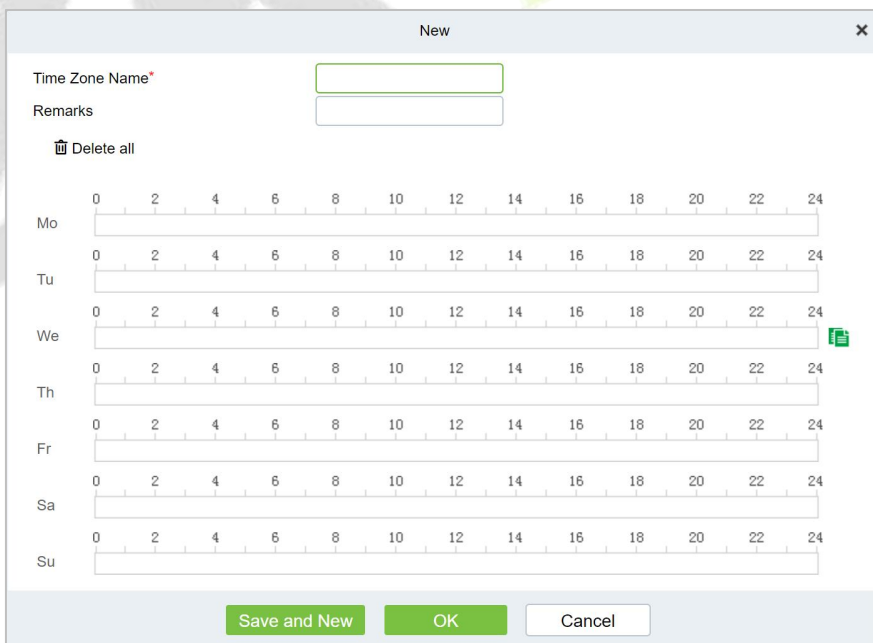 New
Time Zone Name*
Remarks
Delete all
0 2 4 6 8 10 12 14 16 18 20 22 24
Mo
0 2 4 6 8 10 12 14 16 18 20 22 24
Tu
0 2 4 6 8 10 12 14 16 18 20 22 24
We
0 2 4 6 8 10 12 14 16 18 20 22 24
Th
0 2 4 6 8 10 12 14 16 18 20 22 24
Fr
0 2 4 6 8 10 12 14 16 18 20 22 24
Sa
0 2 4 6 8 10 12 14 16 18 20 22 24
Su
Save and New OK Cancel